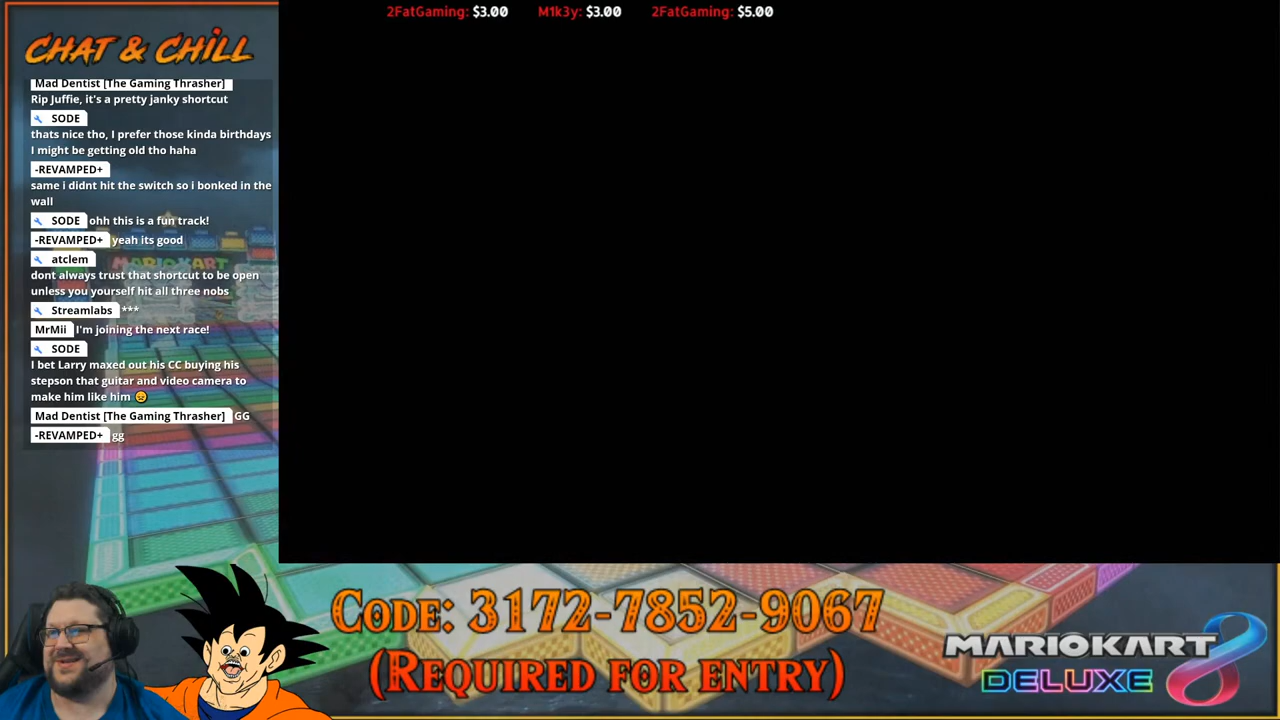 2FatGaming: $3.00 M1k3y: $3.00 2FatGaming: $5.00
CHAT & CHILL
Mad Dentist [The Gaming Thrasher]
Rip Juffie, it's a pretty janky shortcut
SODE
thats nice tho, I prefer those kinda birthdays
I might be getting old tho haha
-REVAMPED+
same i didnt hit the switch so i bonked in the
wall
SODE ohh this is a fun track!
-REVAMPED+ yeah its good
atclem
dont always trust that shortcut to be open
unless you yourself hit all three nobs
Streamlabs ***
MrMii I'm joining the next race!
SODE
I bet Larry maxed out his CC buying his
stepson that guitar and video camera to
make him like him 😣
Mad Dentist [The Gaming Thrasher] GG
-REVAMPED+ gg
MARIO KART
CODE: 3172-7852-9067
(REQUIRED FOR ENTRY)
MARIOKART 8
DELUXE